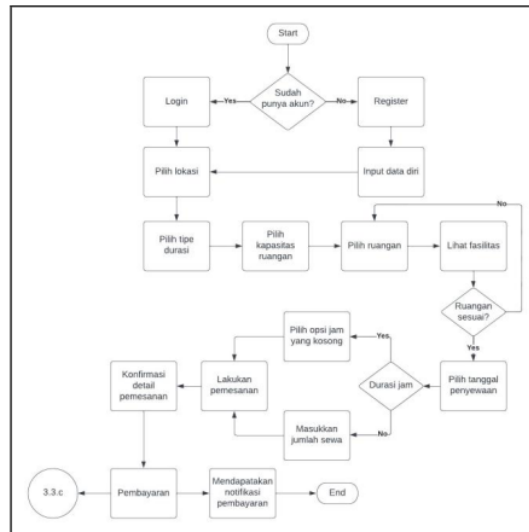 Start
Sudah
punya akun?
Yes
No
Login
Register
Pilih lokasi
Input data diri
No
Pilih tipe
durasi
Pilih
kapasitas
ruangan
Pilih ruangan
Lihat fasilitas
Ruangan
sesuai?
Yes
Pilih opsi jam
yang kosong
Yes
Konfirmasi
detail
pemesanan
Lakukan
pemesanan
Durasi jam
Pilih tanggal
penyewaan
Masukkan
jumlah sewa
No
3.3.c
Pembayaran
Mendapatakan
notifikasi
pembayaran
End